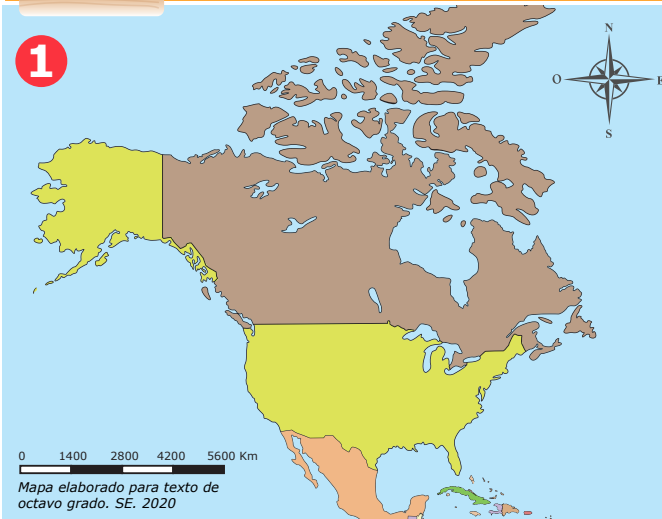 1
N
O
E
S
0 1400 2800 4200 5600 Km
Mapa elaborado para texto de
octavo grado. SE. 2020